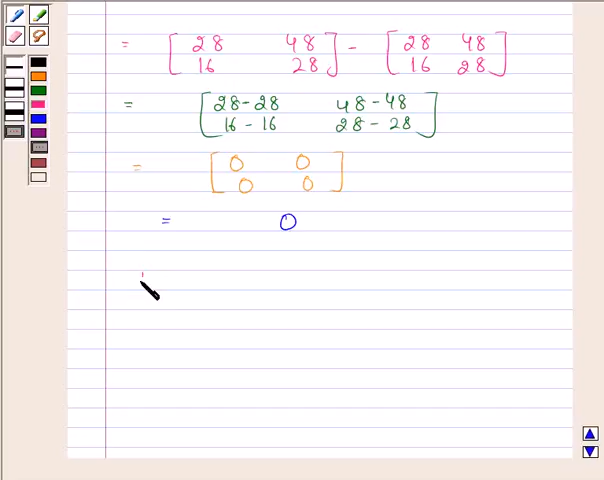 = [28 48 16 28] - [28 48 16 28]
= [28-28 48-48 16-16 28-28]
= [0 0 0 0]
= 0